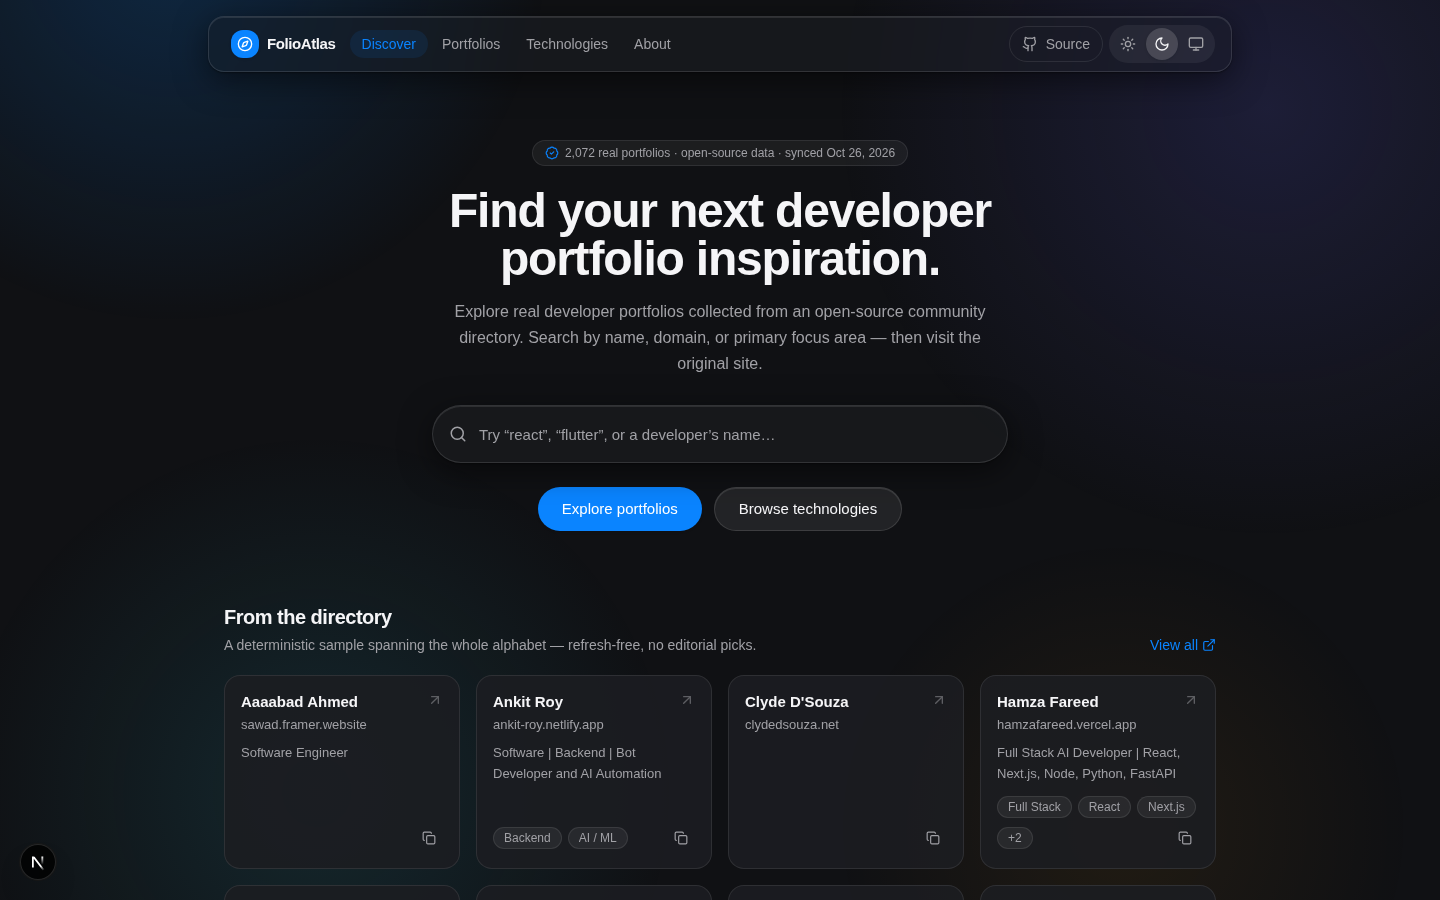 FolioAtlas
Discover
Portfolios
Technologies
About
Source
2,072 real portfolios · open-source data · synced Oct 26, 2026
Find your next developer
portfolio inspiration.
Explore real developer portfolios collected from an open-source community
directory. Search by name, domain, or primary focus area — then visit the
original site.
Try “react”, “flutter”, or a developer’s name…
Explore portfolios
Browse technologies
From the directory
A deterministic sample spanning the whole alphabet — refresh-free, no editorial picks.
View all
Aaaabad Ahmed
sawad.framer.website
Software Engineer
Ankit Roy
ankit-roy.netlify.app
Software | Backend | Bot
Developer and AI Automation
Backend
AI / ML
Clyde D'Souza
clydedsouza.net
Hamza Fareed
hamzafareed.vercel.app
Full Stack AI Developer | React,
Next.js, Node, Python, FastAPI
Full Stack
React
Next.js
+2